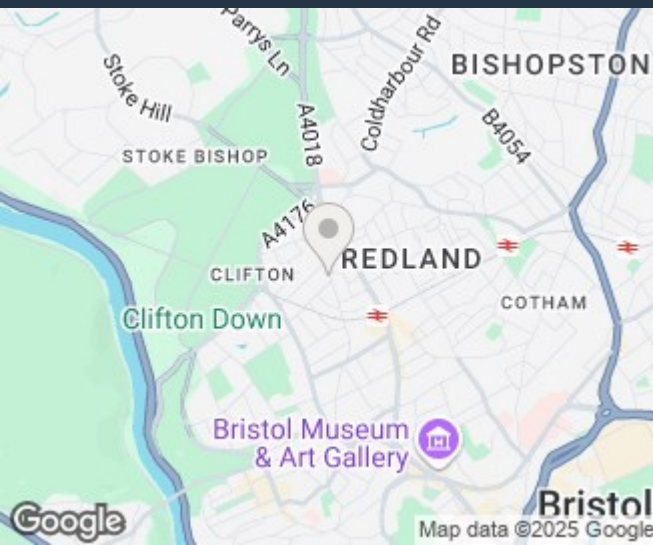 Parrys Ln
Stoke Hill
A4018
Coldharbour Rd
BISHOPSTON
B4054
STOKE BISHOP
A4176
REDLAND
CLIFTON
COTHAM
Clifton Down
Bristol Museum
& Art Gallery
Bristol
Google
Map data ©2025 Google